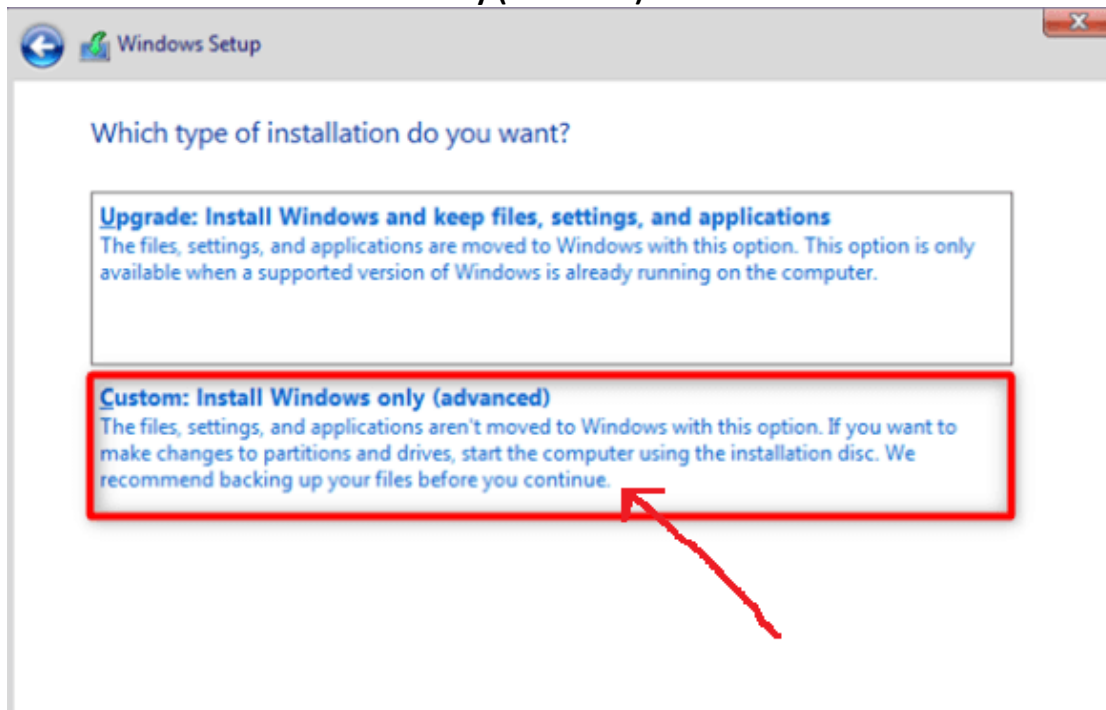 Windows Setup
Which type of installation do you want?
Upgrade: Install Windows and keep files, settings, and applications
The files, settings, and applications are moved to Windows with this option. This option is only
available when a supported version of Windows is already running on the computer.
Custom: Install Windows only (advanced)
The files, settings, and applications aren't moved to Windows with this option. If you want to
make changes to partitions and drives, start the computer using the installation disc. We
recommend backing up your files before you continue.